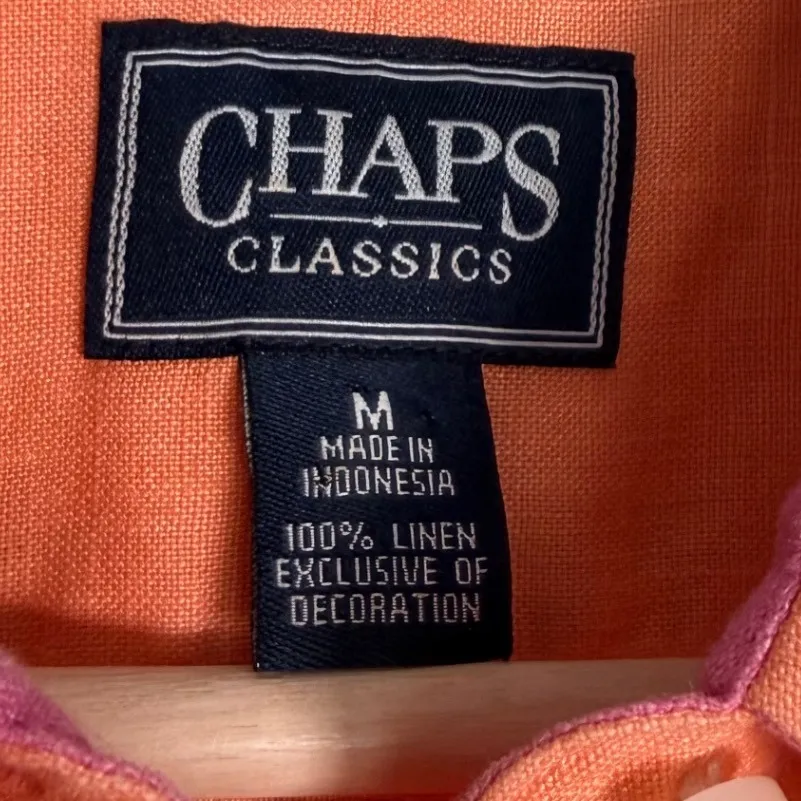 CHAPS
CLASSICS
M
MADE IN
INDONESIA
100% LINEN
EXCLUSIVE OF
DECORATION